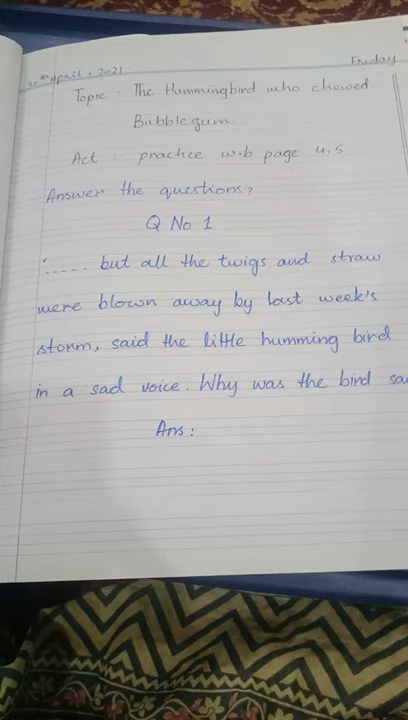 30th April, 2021 Friday
Topic : The Hummingbird who chewed
Bubblegum
Act : practice w.b page 4.5
Answer the questions?
Q No 1
"..... but all the twigs and straw
were blown away by last week's
storm, said the little humming bird
in a sad voice. Why was the bird sa
Ans: